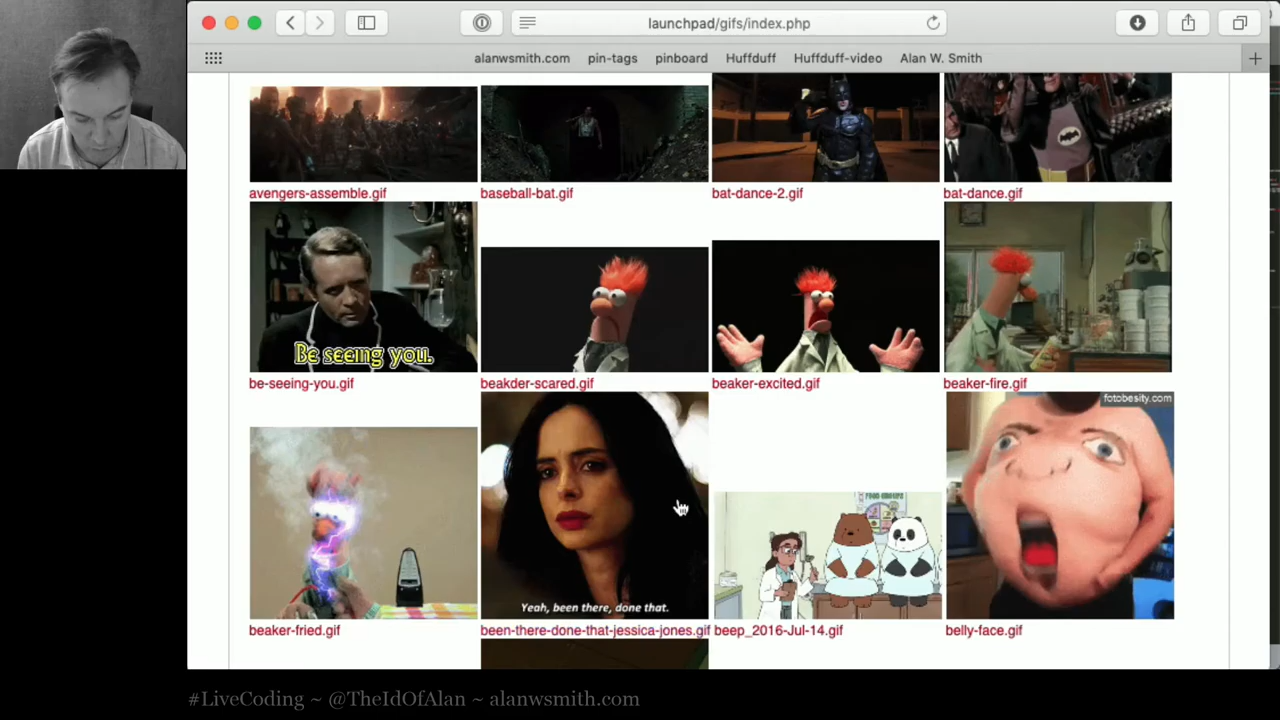 launchpad/gifs/index.php
alanwsmith.com pin-tags pinboard Huffduff Huffduff-video Alan W. Smith
avengers-assemble.gif baseball-bat.gif bat-dance-2.gif bat-dance.gif
Be seeing you.
be-seeing-you.gif beakder-scared.gif beaker-excited.gif beaker-fire.gif
fotobesity.com
FOOD GROUPS
Yeah, been there, done that.
beaker-fried.gif been-there-done-that-jessica-jones.gif beep_2016-Jul-14.gif belly-face.gif
#LiveCoding ~ @TheIdOfAlan ~ alanwsmith.com